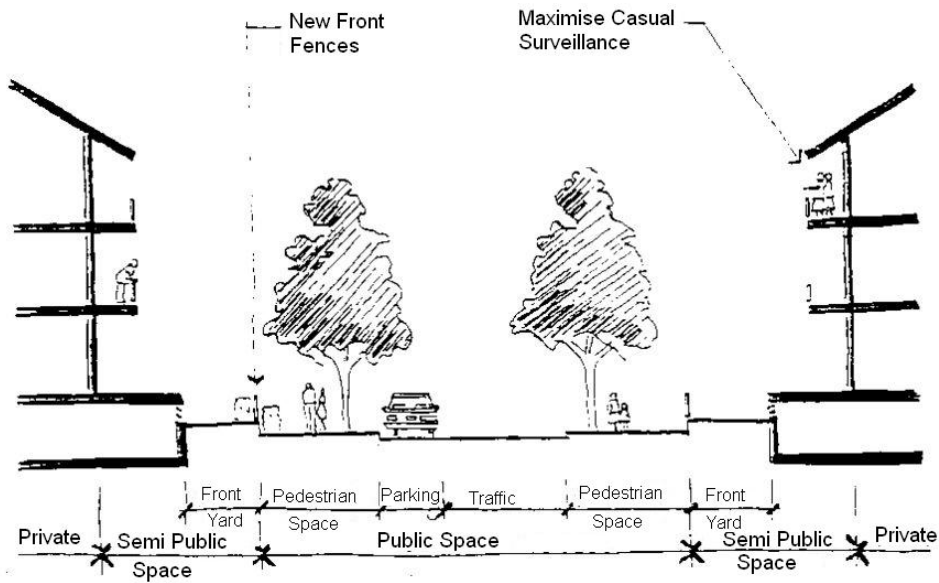 New Front
Fences
Maximise Casual
Surveillance
Front
Yard
Pedestrian
Space
Parking
Traffic
Pedestrian
Space
Front
Yard
Private
Semi Public
Space
Public Space
Semi Public
Space
Private